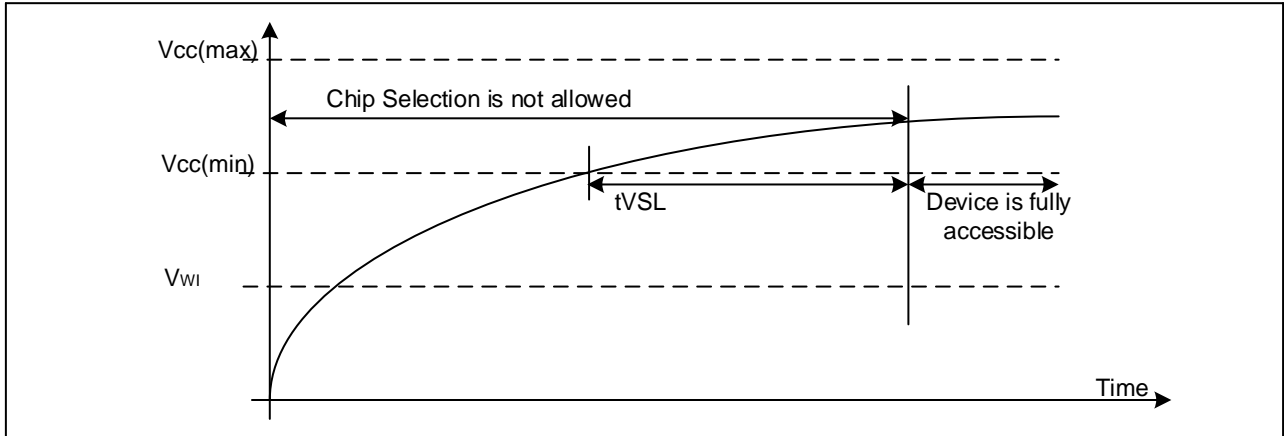 Vcc(max)
Chip Selection is not allowed
Vcc(min)
tVSL
Device is fully
accessible
VWI
Time